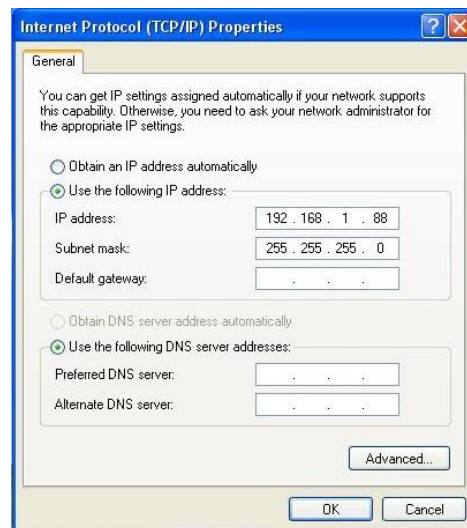 Internet Protocol (TCP/IP) Properties
General
You can get IP settings assigned automatically if your network supports
this capability. Otherwise, you need to ask your network administrator for
the appropriate IP settings.
Obtain an IP address automatically
Use the following IP address:
IP address: 192 . 168 . 1 . 88
Subnet mask: 255 . 255 . 255 . 0
Default gateway: . . .
Obtain DNS server address automatically
Use the following DNS server addresses:
Preferred DNS server: . . .
Alternate DNS server: . . .
Advanced...
OK Cancel